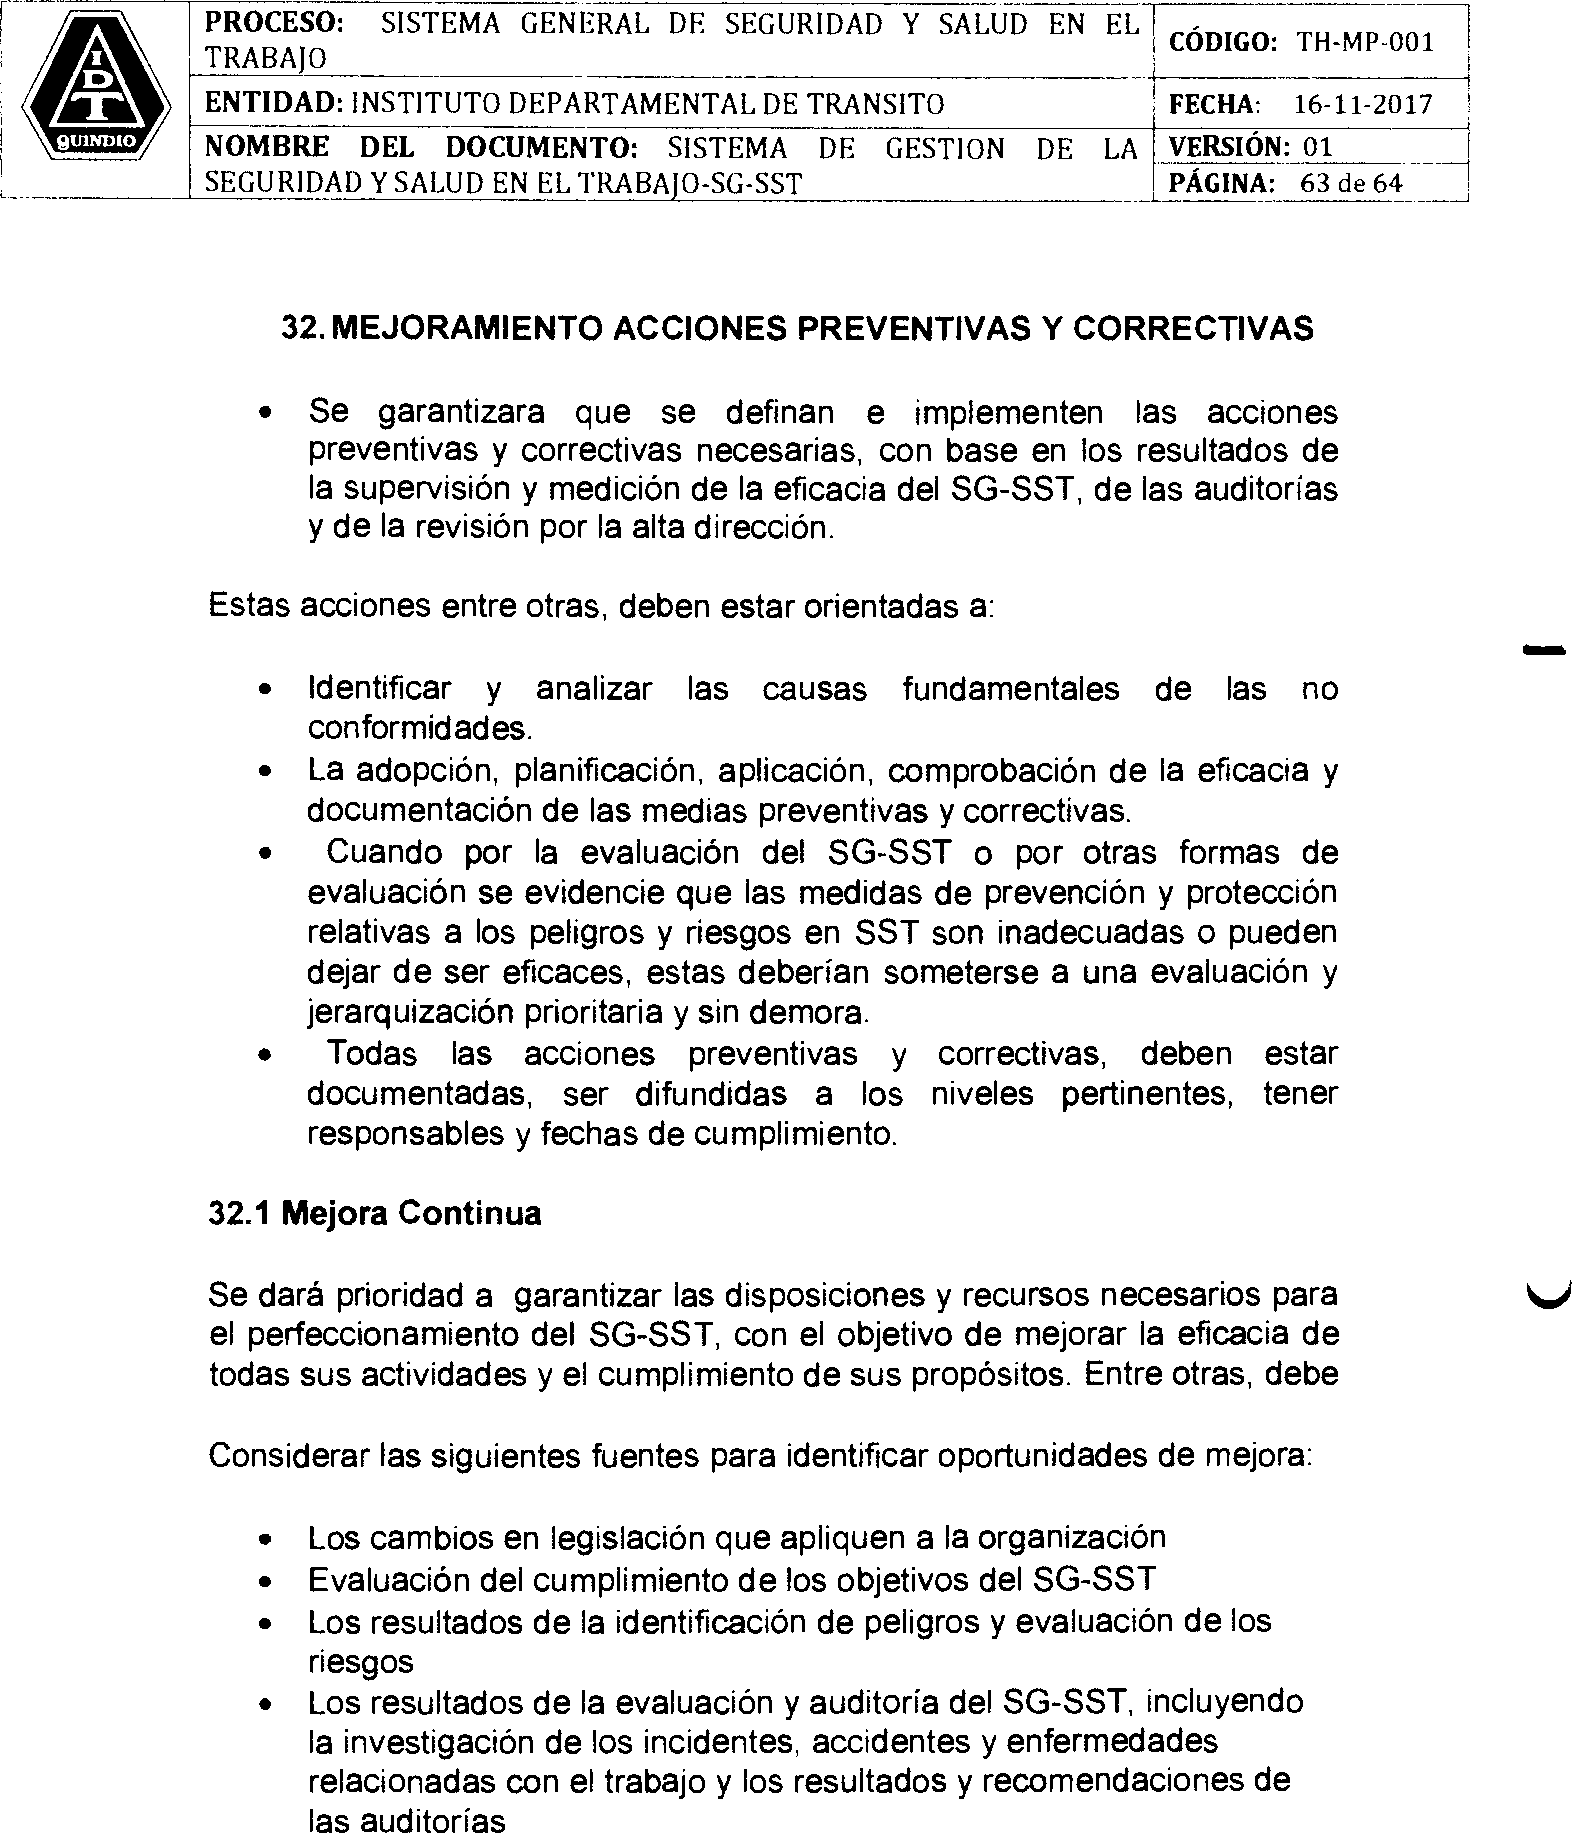 IDT
QUINDIO
PROCESO: SISTEMA GENERAL DE SEGURIDAD Y SALUD EN EL
TRABAJO
CÓDIGO: TH-MP-001
ENTIDAD: INSTITUTO DEPARTAMENTAL DE TRANSITO
FECHA: 16-11-2017
NOMBRE DEL DOCUMENTO: SISTEMA DE GESTION DE LA
SEGURIDAD Y SALUD EN EL TRABAJO-SG-SST
VERSIÓN: 01
PÁGINA: 63 de 64
32. MEJORAMIENTO ACCIONES PREVENTIVAS Y CORRECTIVAS
• Se garantizara que se definan e implementen las acciones
preventivas y correctivas necesarias, con base en los resultados de
la supervisión y medición de la eficacia del SG-SST, de las auditorías
y de la revisión por la alta dirección.
Estas acciones entre otras, deben estar orientadas a:
• Identificar y analizar las causas fundamentales de las no
conformidades.
• La adopción, planificación, aplicación, comprobación de la eficacia y
documentación de las medias preventivas y correctivas.
• Cuando por la evaluación del SG-SST o por otras formas de
evaluación se evidencie que las medidas de prevención y protección
relativas a los peligros y riesgos en SST son inadecuadas o pueden
dejar de ser eficaces, estas deberían someterse a una evaluación y
jerarquización prioritaria y sin demora.
• Todas las acciones preventivas y correctivas, deben estar
documentadas, ser difundidas a los niveles pertinentes, tener
responsables y fechas de cumplimiento.
32.1 Mejora Continua
Se dará prioridad a garantizar las disposiciones y recursos necesarios para
el perfeccionamiento del SG-SST, con el objetivo de mejorar la eficacia de
todas sus actividades y el cumplimiento de sus propósitos. Entre otras, debe
Considerar las siguientes fuentes para identificar oportunidades de mejora:
• Los cambios en legislación que apliquen a la organización
• Evaluación del cumplimiento de los objetivos del SG-SST
• Los resultados de la identificación de peligros y evaluación de los
riesgos
• Los resultados de la evaluación y auditoría del SG-SST, incluyendo
la investigación de los incidentes, accidentes y enfermedades
relacionadas con el trabajo y los resultados y recomendaciones de
las auditorías